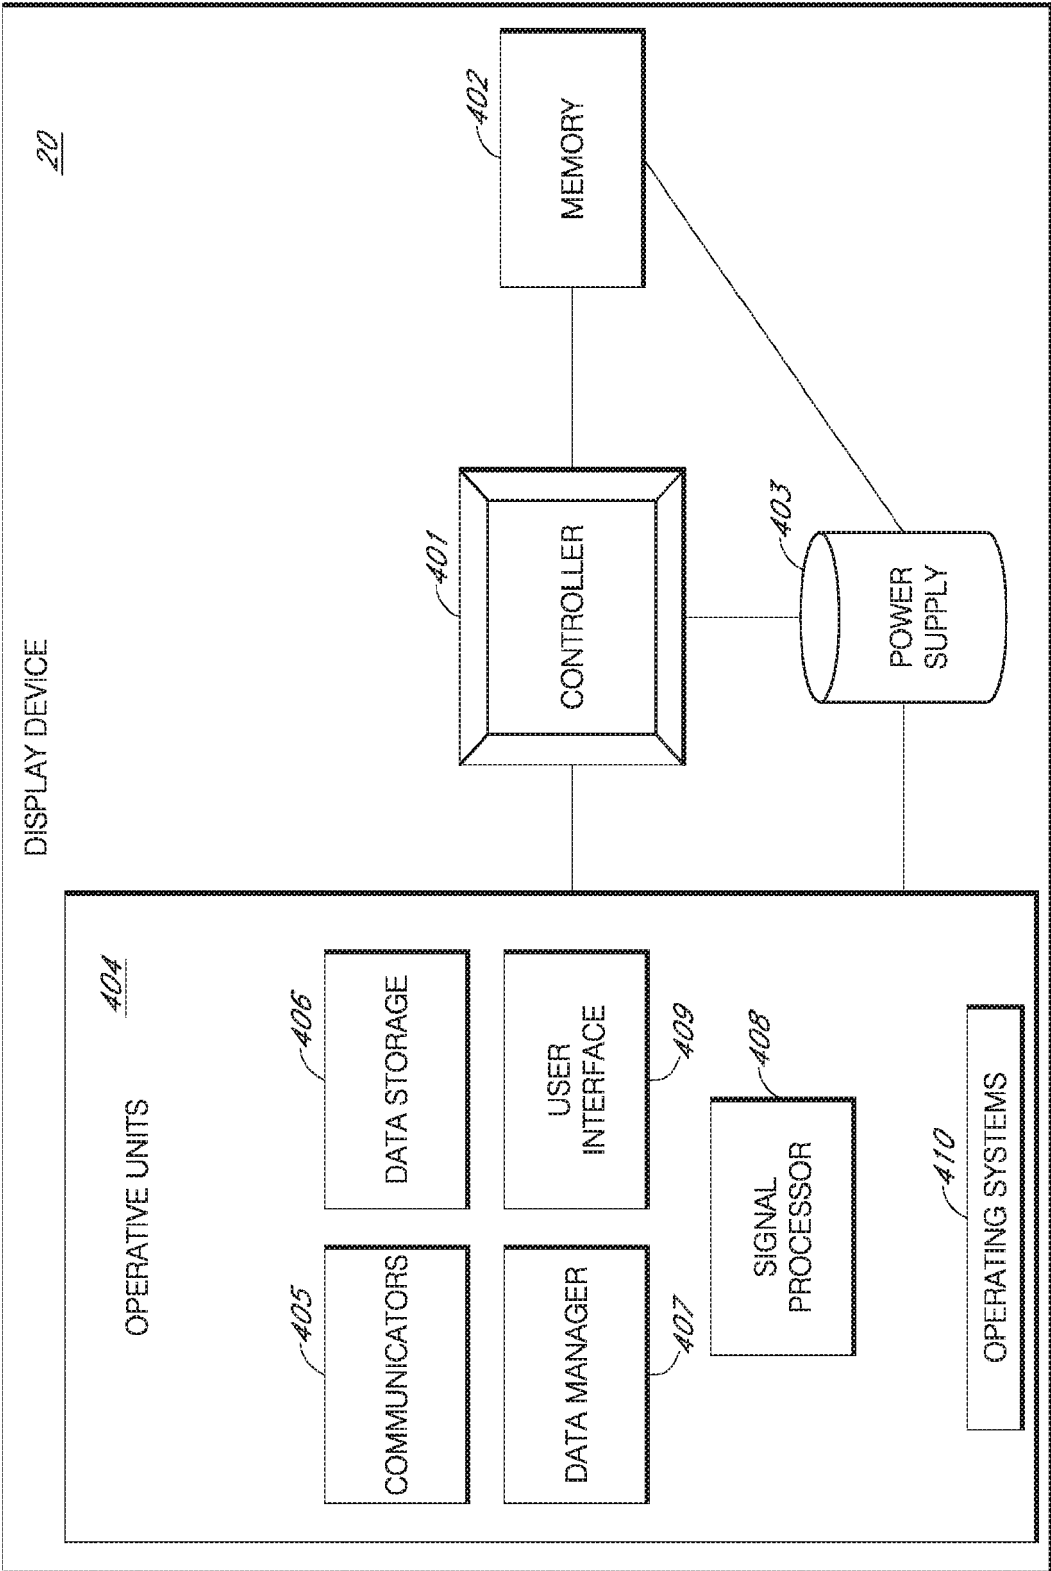 DISPLAY DEVICE
20
OPERATIVE UNITS
404
405
COMMUNICATORS
406
DATA STORAGE
DATA MANAGER
407
USER
INTERFACE
409
SIGNAL
PROCESSOR
408
410
OPERATING SYSTEMS
401
CONTROLLER
402
MEMORY
403
POWER
SUPPLY